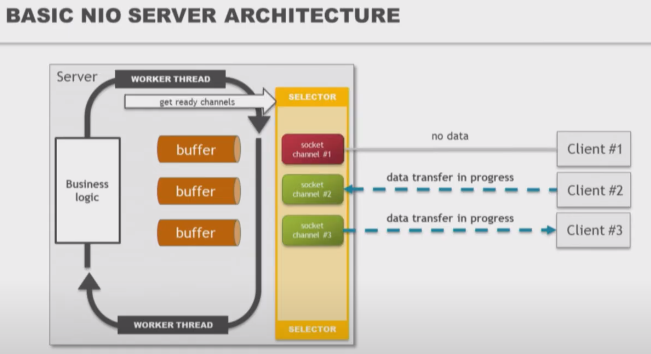 BASIC NIO SERVER ARCHITECTURE
Server
WORKER THREAD
get ready channels
SELECTOR
buffer
buffer
buffer
Business
logic
socket
channel #1
socket
channel #2
socket
channel #3
no data
data transfer in progress
data transfer in progress
Client #1
Client #2
Client #3
WORKER THREAD
SELECTOR